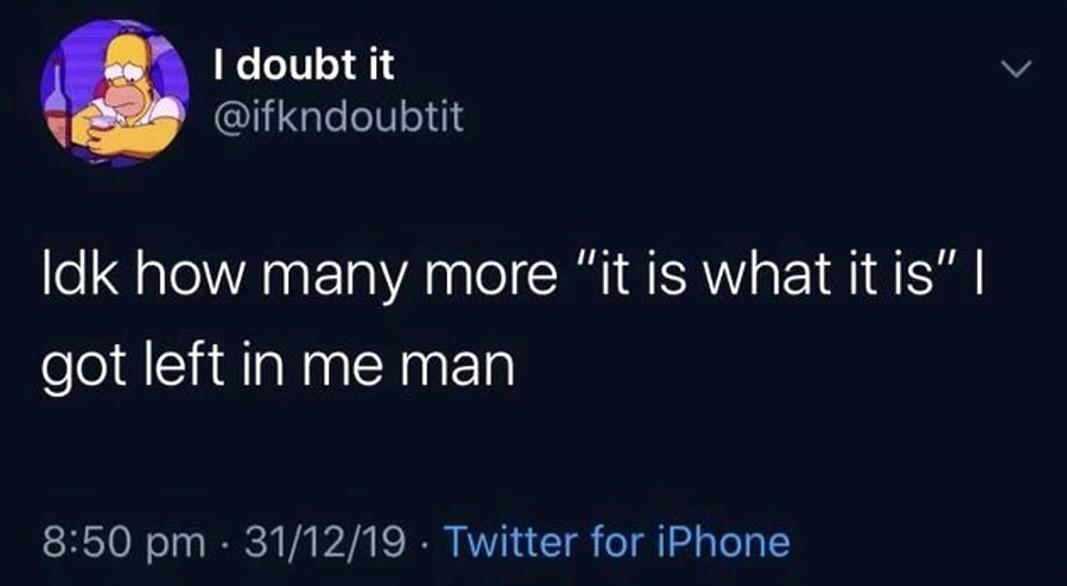 I doubt it
@ifkndoubtit
Idk how many more “it is what it is” I
got left in me man
8:50 pm · 31/12/19 · Twitter for iPhone